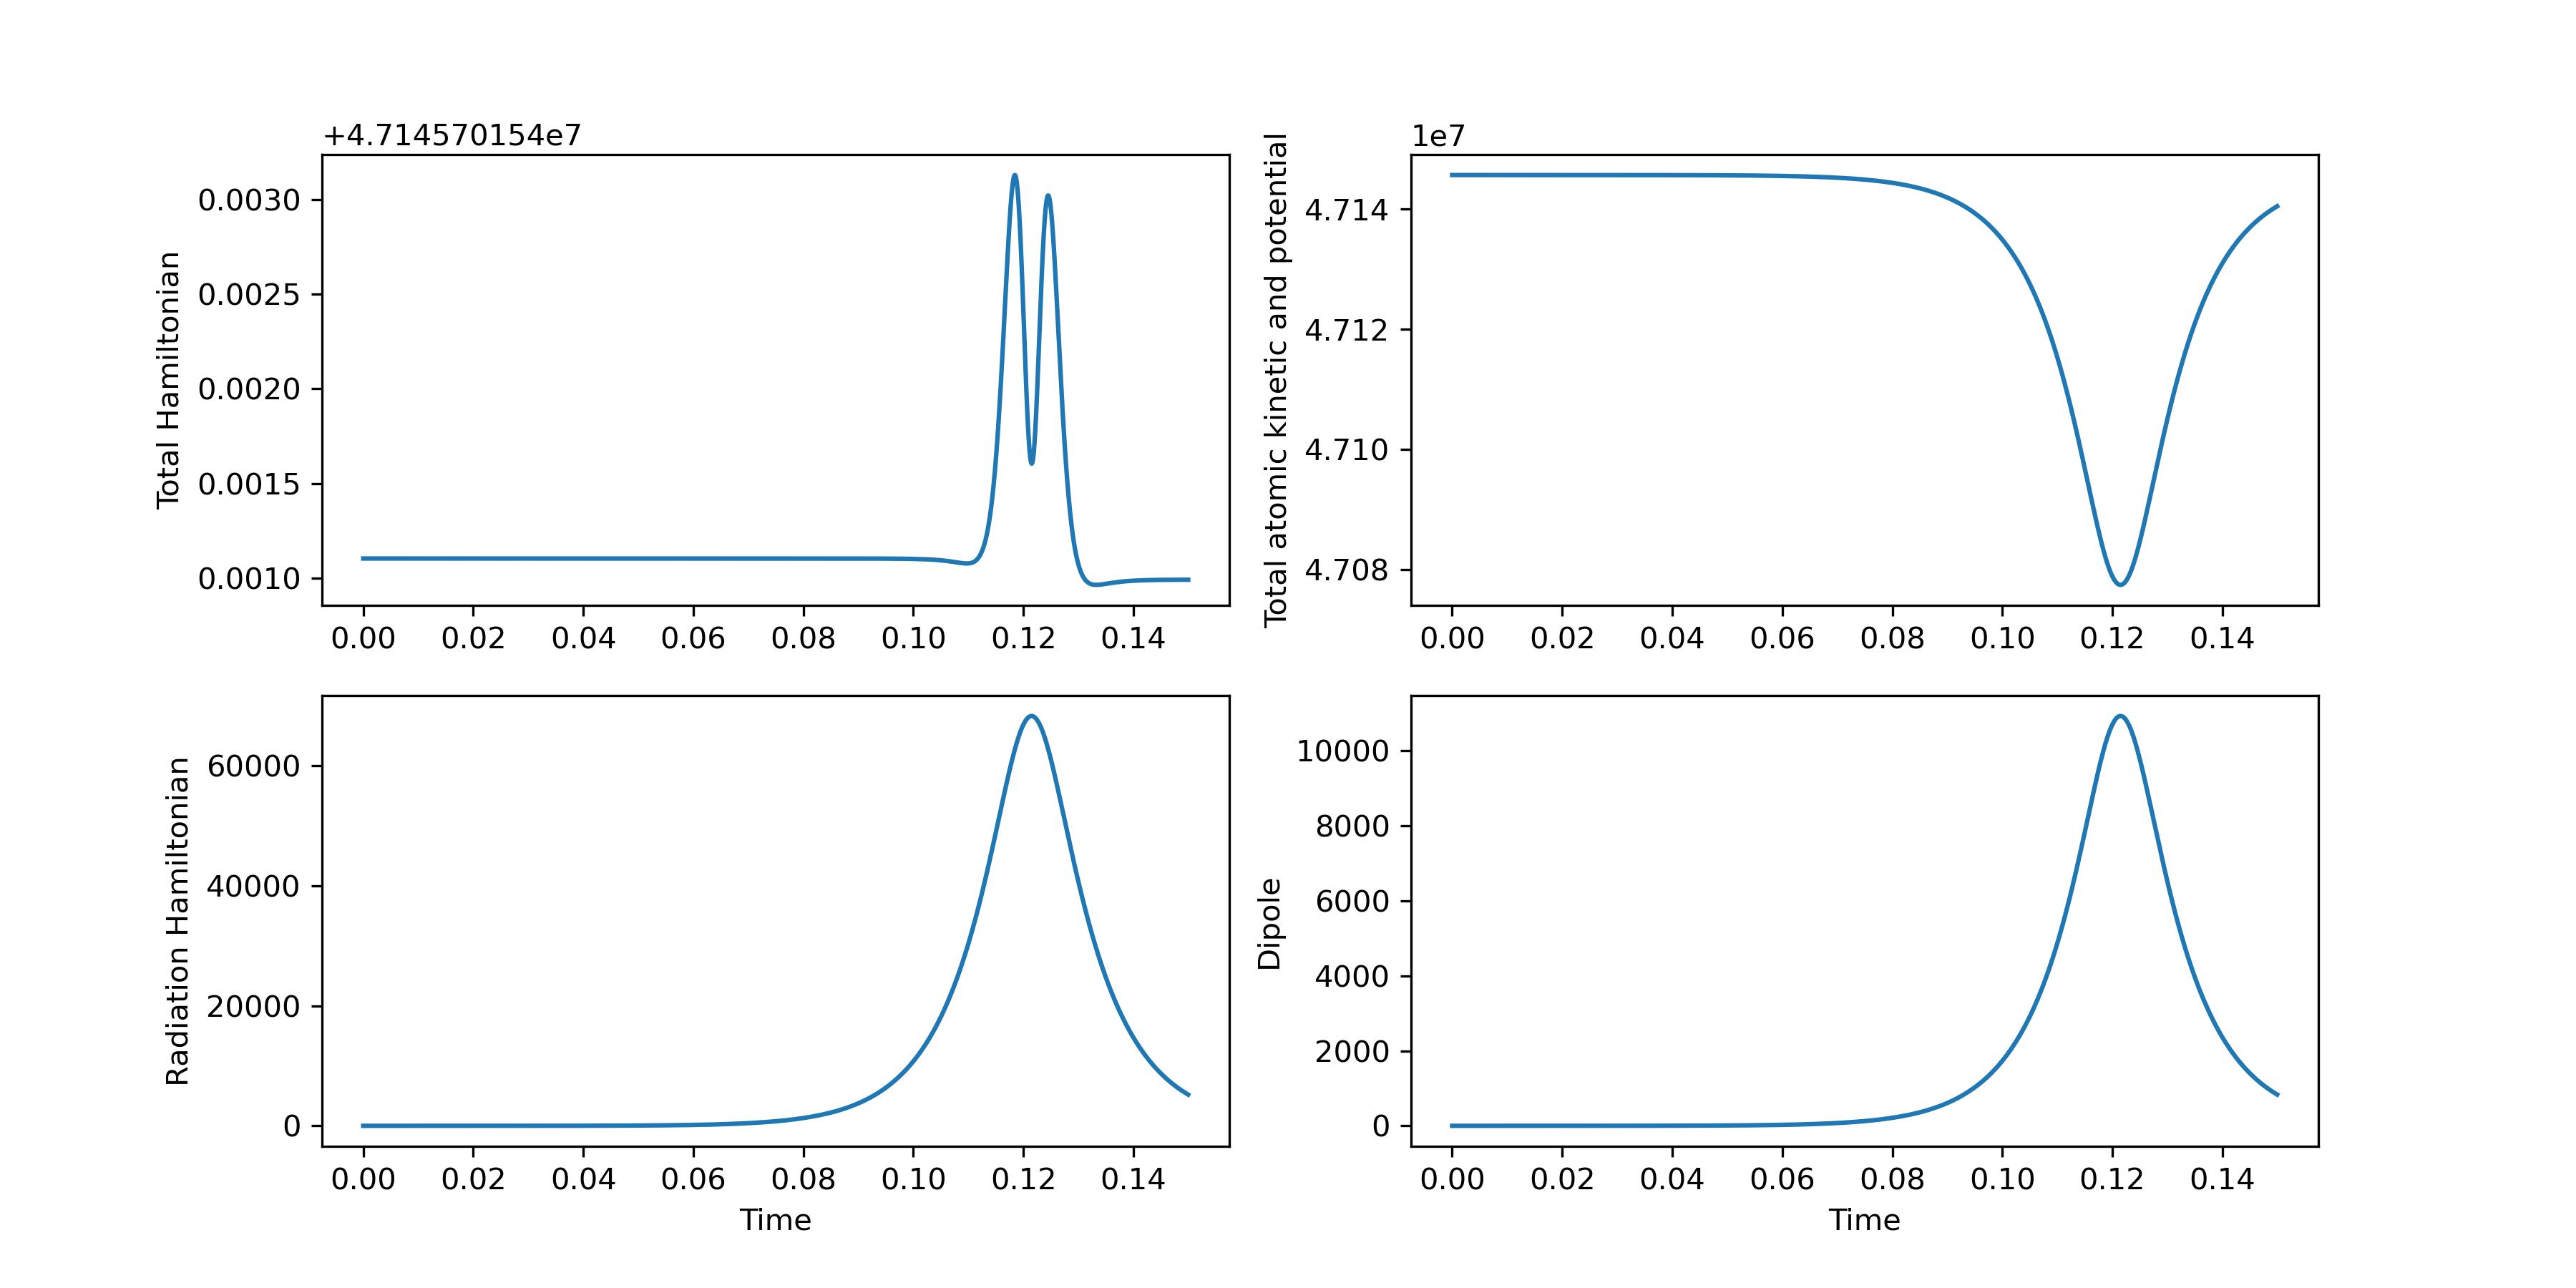 +4.714570154e7
Total Hamiltonian
0.0030
0.0025
0.0020
0.0015
0.0010
0.00 0.02 0.04 0.06 0.08 0.10 0.12 0.14
1e7
Total atomic kinetic and potential
4.714
4.712
4.710
4.708
0.00 0.02 0.04 0.06 0.08 0.10 0.12 0.14
Radiation Hamiltonian
60000
40000
20000
0
0.00 0.02 0.04 0.06 0.08 0.10 0.12 0.14
Time
Dipole
10000
8000
6000
4000
2000
0
0.00 0.02 0.04 0.06 0.08 0.10 0.12 0.14
Time